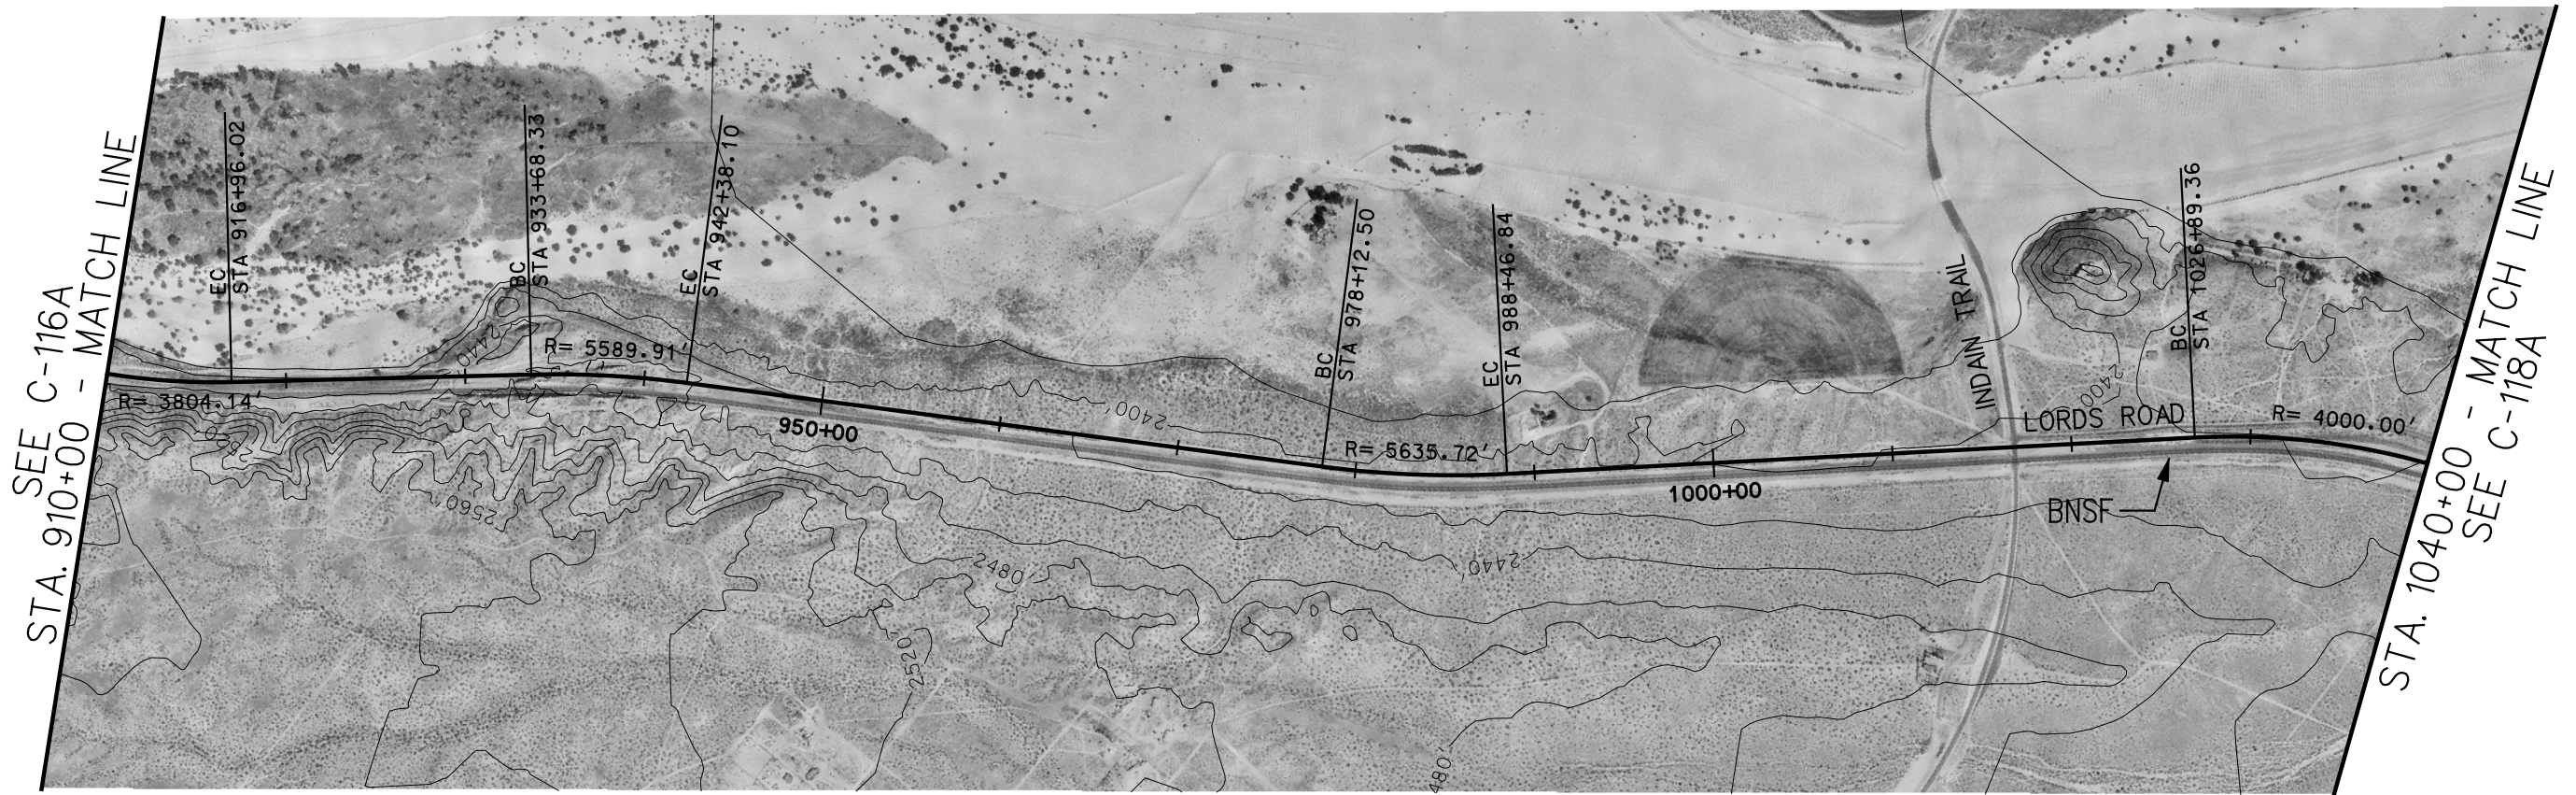 SEE C-116A
STA. 910+00 - MATCH LINE
EC
STA 916+96.02
BC
STA 933+68.33
EC
STA 942+38.10
BC
STA 978+12.50
EC
STA 988+46.84
BC
STA 1026+89.36
R= 3804.14'
R= 5589.91'
R= 5635.72'
R= 4000.00'
950+00
1000+00
INDAIN TRAIL
LORDS ROAD
BNSF
2440
2400'
2400
2560'
2480'
2440'
2520'
480'
STA. 1040+00 - MATCH LINE
SEE C-118A